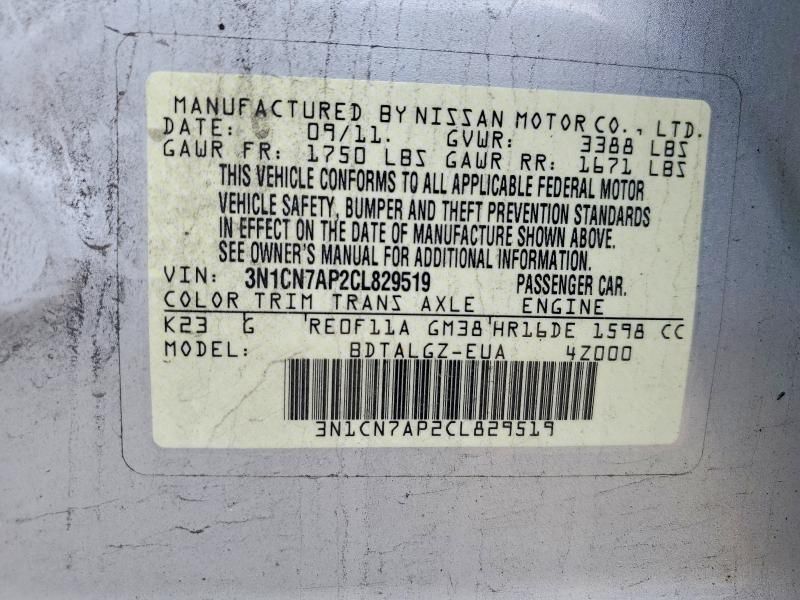 MANUFACTURED BY NISSAN MOTOR CO., LTD.
DATE: 09/11. GVWR: 3388 LBS
GAWR FR: 1750 LBS GAWR RR: 1671 LBS
THIS VEHICLE CONFORMS TO ALL APPLICABLE FEDERAL MOTOR
VEHICLE SAFETY, BUMPER AND THEFT PREVENTION STANDARDS
IN EFFECT ON THE DATE OF MANUFACTURE SHOWN ABOVE.
SEE OWNER'S MANUAL FOR ADDITIONAL INFORMATION.
VIN: 3N1CN7AP2CL829519 PASSENGER CAR.
COLOR TRIM TRANS AXLE ENGINE
K23 G RE0F11A GM38 HR16DE 1598 CC
MODEL: BDTALGZ-EUA 4Z000
3N1CN7AP2CL829519